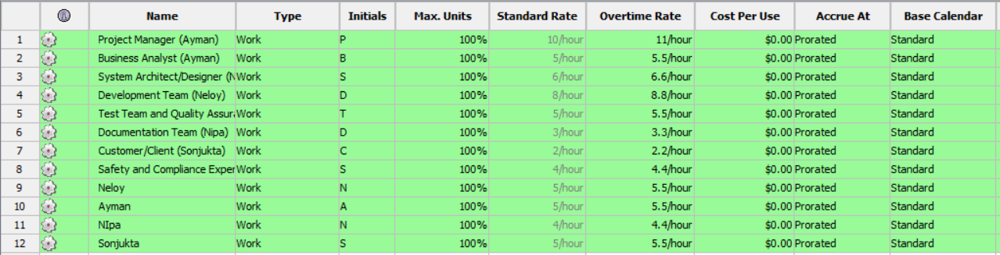 Name Type Initials Max. Units Standard Rate Overtime Rate Cost Per Use Accrue At Base Calendar
1 Project Manager (Ayman) Work P 100% 10/hour 11/hour $0.00 Prorated Standard
2 Business Analyst (Ayman) Work B 100% 5/hour 5.5/hour $0.00 Prorated Standard
3 System Architect/Designer (N Work S 100% 6/hour 6.6/hour $0.00 Prorated Standard
4 Development Team (Neloy) Work D 100% 8/hour 8.8/hour $0.00 Prorated Standard
5 Test Team and Quality Assur Work T 100% 5/hour 5.5/hour $0.00 Prorated Standard
6 Documentation Team (Nipa) Work D 100% 3/hour 3.3/hour $0.00 Prorated Standard
7 Customer/Client (Sonjukta) Work C 100% 2/hour 2.2/hour $0.00 Prorated Standard
8 Safety and Compliance Exper Work S 100% 4/hour 4.4/hour $0.00 Prorated Standard
9 Neloy Work N 100% 5/hour 5.5/hour $0.00 Prorated Standard
10 Ayman Work A 100% 5/hour 5.5/hour $0.00 Prorated Standard
11 NIpa Work N 100% 4/hour 4.4/hour $0.00 Prorated Standard
12 Sonjukta Work S 100% 5/hour 5.5/hour $0.00 Prorated Standard